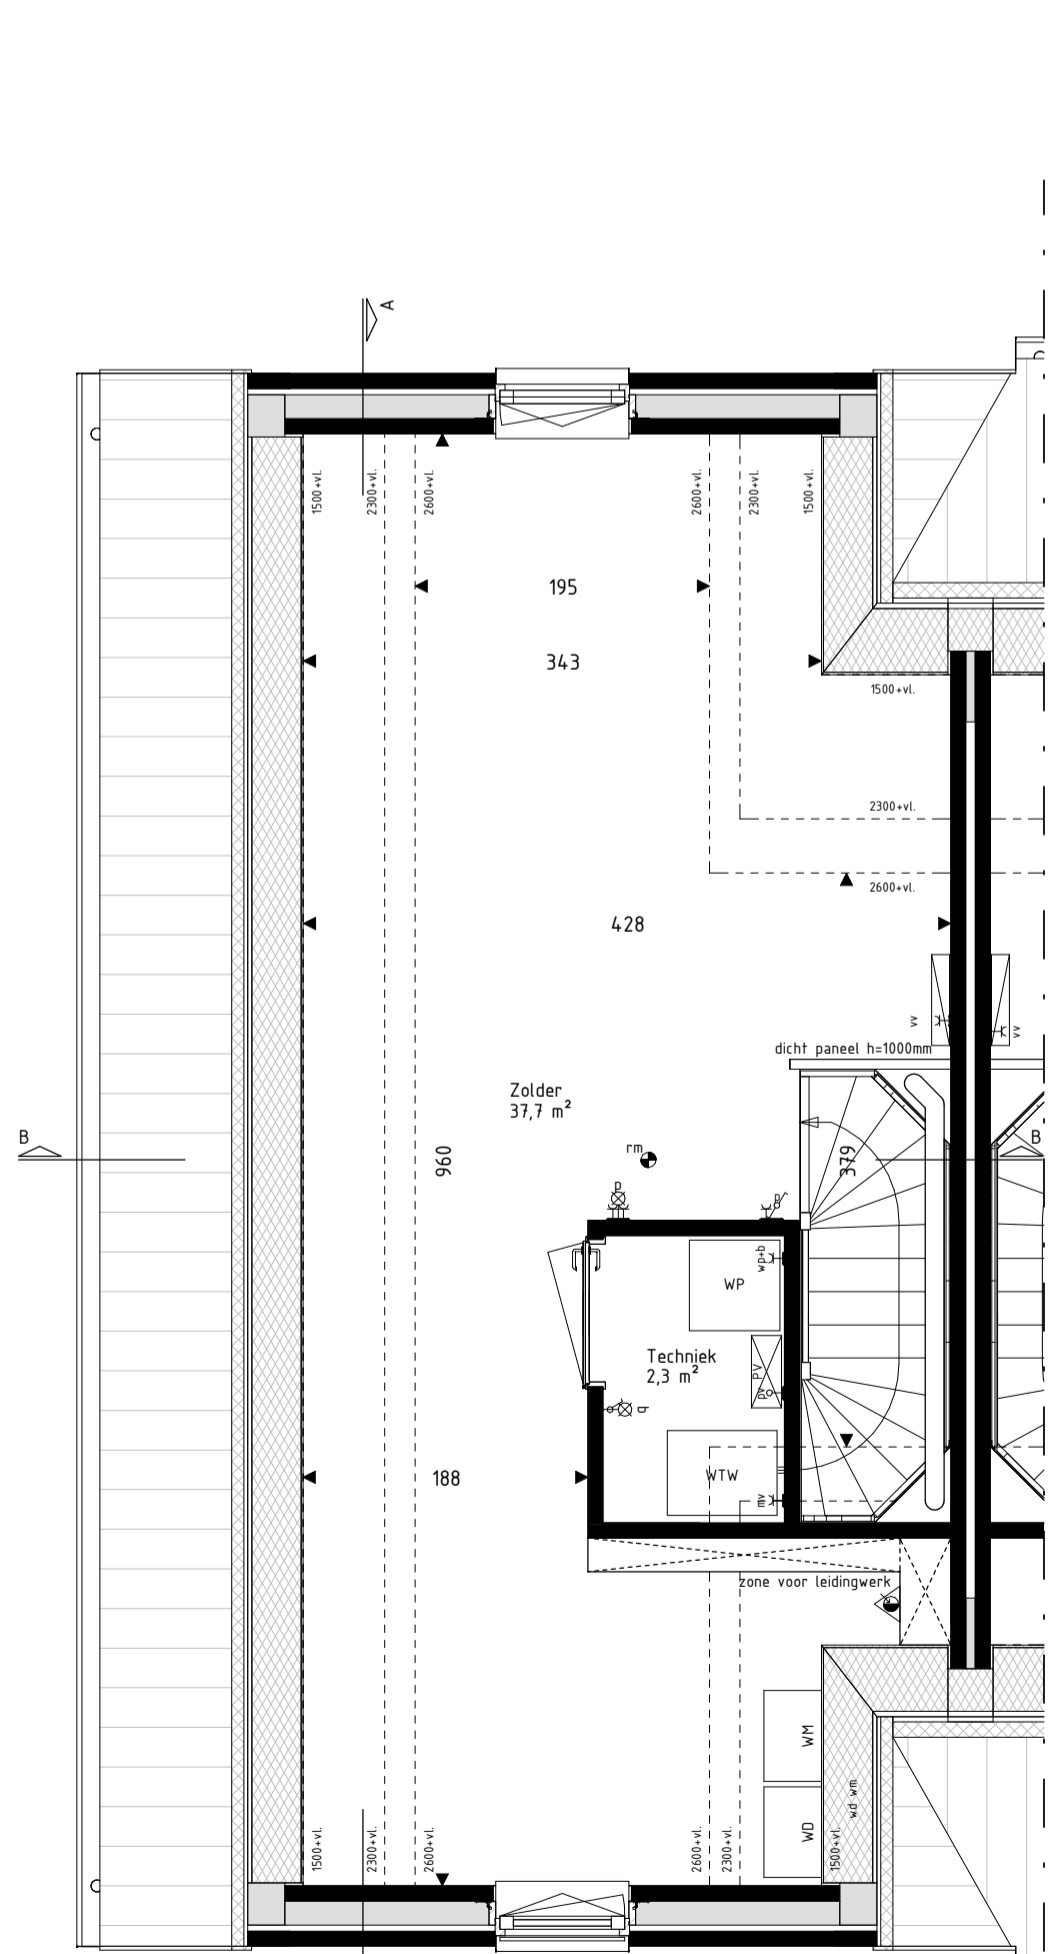 A
1500+vl.
2300+vl.
2600+vl.
2600+vl.
2300+vl.
1500+vl.
195
343
1500+vl.
2300+vl.
2600+vl.
428
vv
vv
dicht paneel h=1000mm
Zolder
37,7 m²
B
960
rm
379
B
p
p
WP
wp+b
Techniek
2,3 m²
PV
pv
q
188
WTW
mv
zone voor leidingwerk
WM
wd wm
WD
1500+vl.
2300+vl.
2600+vl.
2600+vl.
2300+vl.
1500+vl.